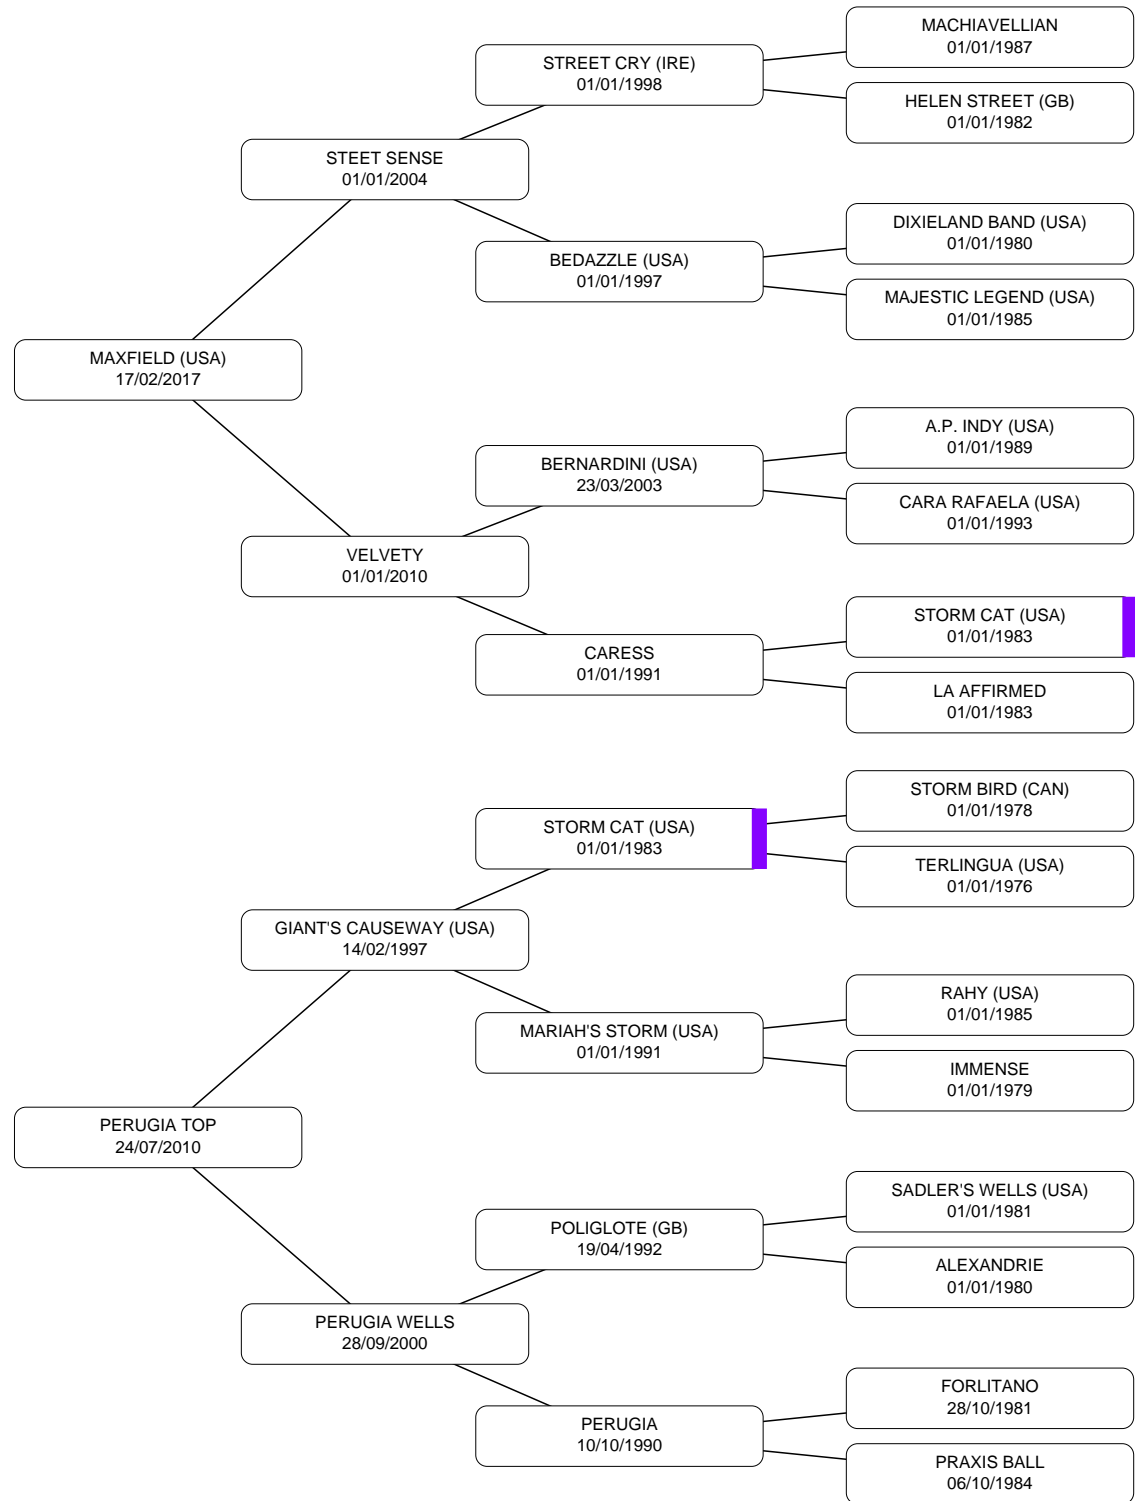 MACHIAVELLIAN
01/01/1987
STREET CRY (IRE)
01/01/1998
HELEN STREET (GB)
01/01/1982
STEET SENSE
01/01/2004
DIXIELAND BAND (USA)
01/01/1980
BEDAZZLE (USA)
01/01/1997
MAJESTIC LEGEND (USA)
01/01/1985
MAXFIELD (USA)
17/02/2017
A.P. INDY (USA)
01/01/1989
BERNARDINI (USA)
23/03/2003
CARA RAFAELA (USA)
01/01/1993
VELVETY
01/01/2010
STORM CAT (USA)
01/01/1983
CARESS
01/01/1991
LA AFFIRMED
01/01/1983
STORM BIRD (CAN)
01/01/1978
STORM CAT (USA)
01/01/1983
TERLINGUA (USA)
01/01/1976
GIANT'S CAUSEWAY (USA)
14/02/1997
RAHY (USA)
01/01/1985
MARIAH'S STORM (USA)
01/01/1991
IMMENSE
01/01/1979
PERUGIA TOP
24/07/2010
SADLER'S WELLS (USA)
01/01/1981
POLIGLOTE (GB)
19/04/1992
ALEXANDRIE
01/01/1980
PERUGIA WELLS
28/09/2000
FORLITANO
28/10/1981
PERUGIA
10/10/1990
PRAXIS BALL
06/10/1984